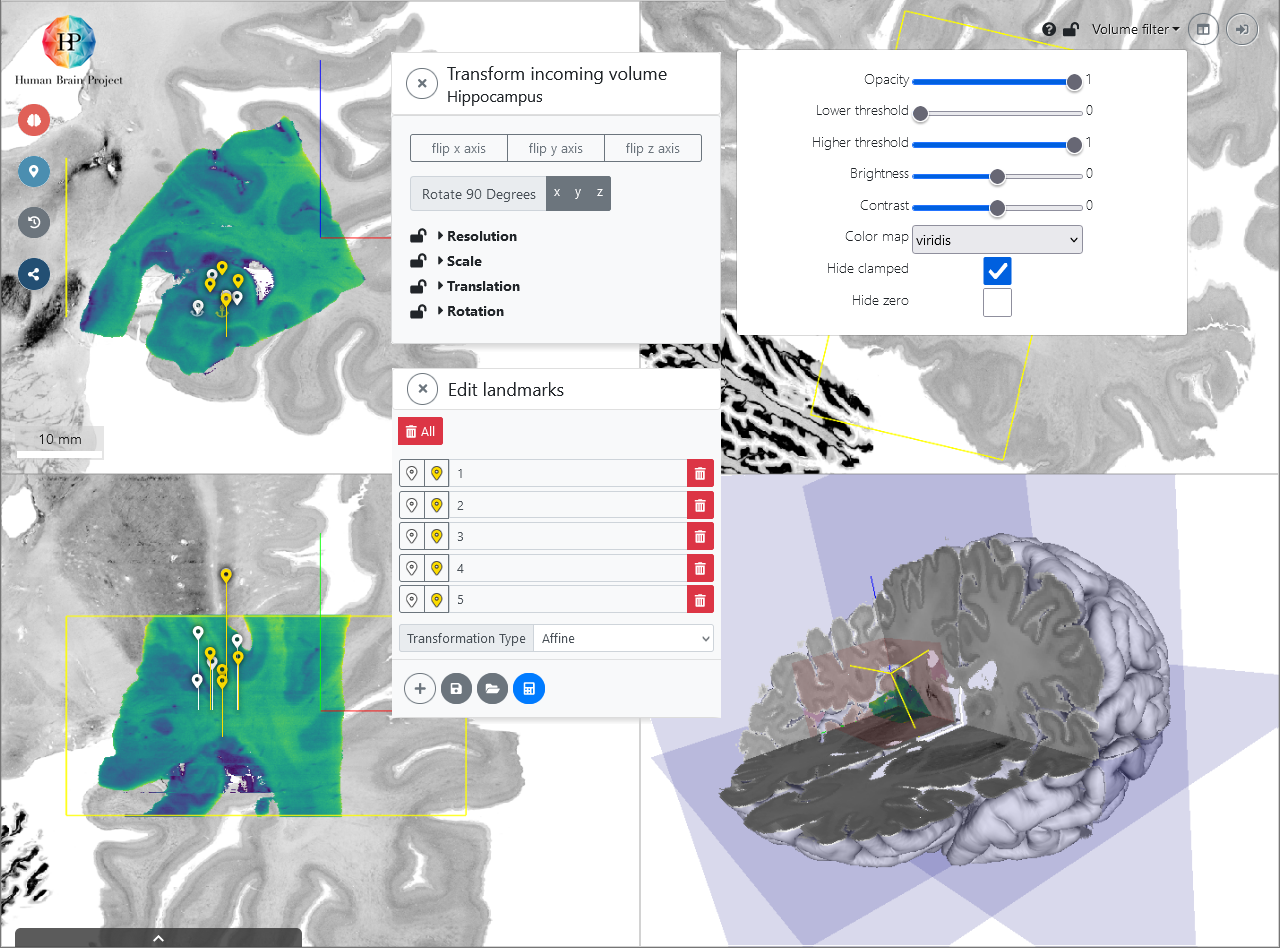 HP
Human Brain Project
10 mm
Transform incoming volume
Hippocampus
flip x axis flip y axis flip z axis
Rotate 90 Degrees x y z
Resolution
Scale
Translation
Rotation
Edit landmarks
All
1
2
3
4
5
Transformation Type Affine
Volume filter
Opacity 1
Lower threshold 0
Higher threshold 1
Brightness 0
Contrast 0
Color map viridis
Hide clamped
Hide zero